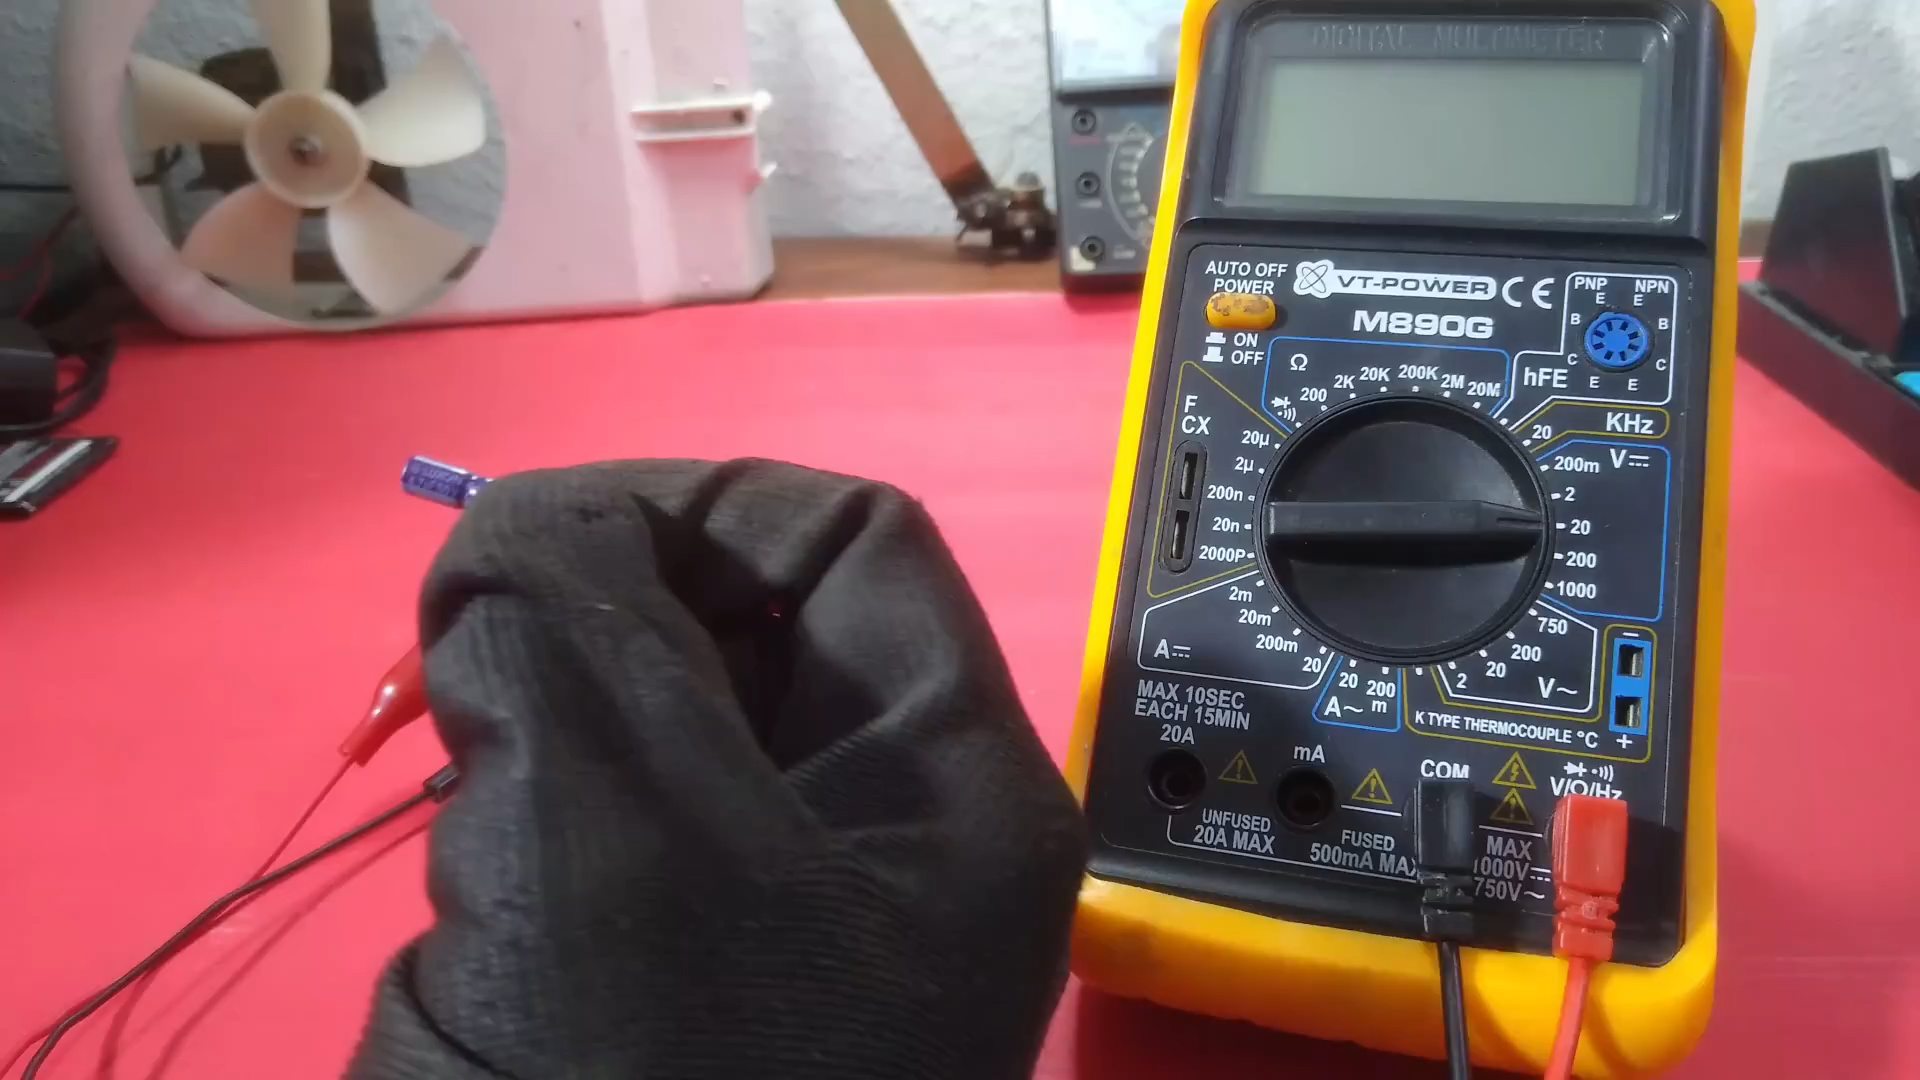 DIGITAL MULTIMETER
AUTO OFF
POWER
VT-POWER CE
M890G
ON
OFF
PNP NPN
E E
B B
C C
E E
hFE
Ω
200 2K 20K 200K 2M 20M
20 KHz
F
CX
20µ
2µ
200n
20n
2000P
200m V
2
20
200
1000
2m
20m
200m
20
A
20 200
A~ m
750
200
20
2
V~
K TYPE THERMOCOUPLE °C
−
+
MAX 10SEC
EACH 15MIN
20A
mA
COM
V/Ω/Hz
UNFUSED
20A MAX
FUSED
500mA MAX
MAX
1000V
750V~